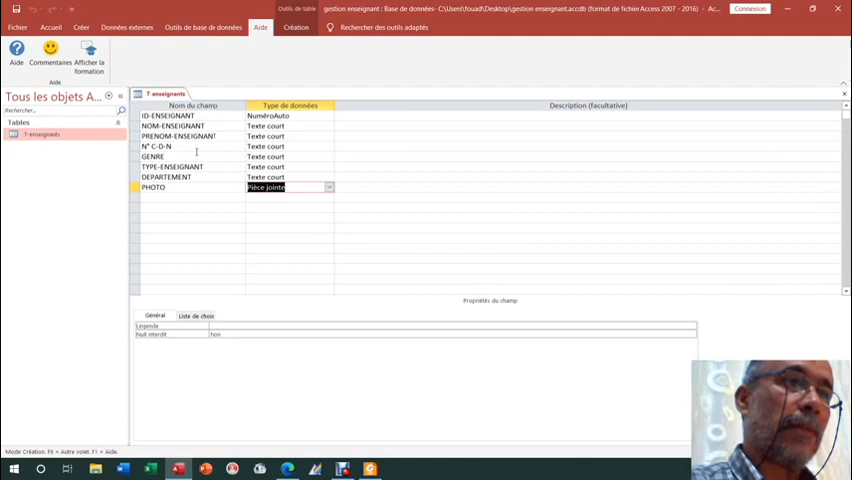 Outils de table
gestion enseignant : Base de données- C:\Users\fouad\Desktop\gestion enseignant.accdb (format de fichier Access 2007 - 2016) -
Ac...
Connexion
Fichier
Accueil
Créer
Données externes
Outils de base de données
Aide
Création
Rechercher des outils adaptés
Aide
Commentaires
Afficher la
formation
Aide
Tous les objets A...
Rechercher...
Tables
T-enseignants
T enseignants
Nom du champ
Type de données
Description (facultative)
ID-ENSEIGNANT
NuméroAuto
NOM-ENSEIGNANT
Texte court
PRENOM-ENSEIGNANT
Texte court
N° C-D-N
Texte court
GENRE
Texte court
TYPE-ENSEIGNANT
Texte court
DEPARTEMENT
Texte court
PHOTO
Pièce jointe
Propriétés du champ
Général
Liste de choix
Légende
Null interdit
Non
Mode Création. F6 = Autre volet. F1 = Aide.